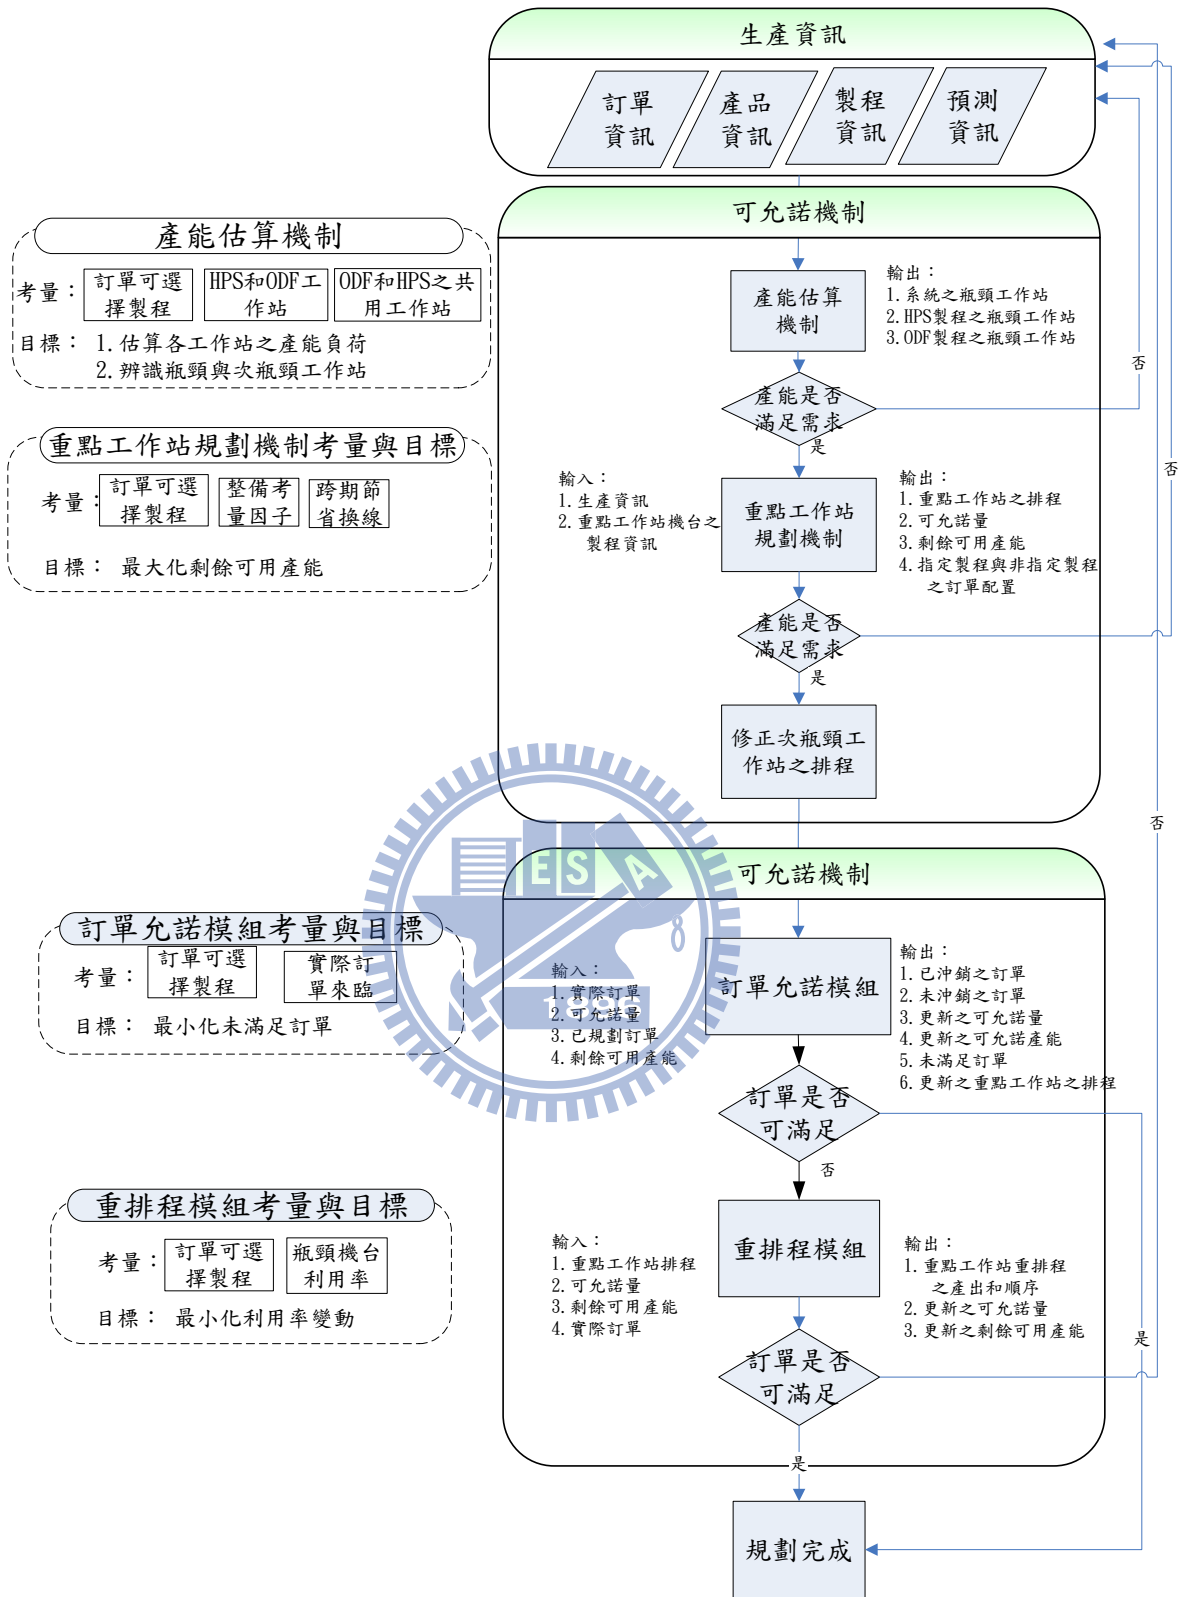 生產資訊
訂單
資訊
產品
資訊
製程
資訊
預測
資訊
可允諾機制
產能估算機制
考量：
訂單可選
擇製程
HPS和ODF工
作站
ODF和HPS之共
用工作站
目標： 1.估算各工作站之產能負荷
2.辨識瓶頸與次瓶頸工作站
產能估算
機制
輸出：
1.系統之瓶頸工作站
2.HPS製程之瓶頸工作站
3.ODF製程之瓶頸工作站
否
產能是否
滿足需求
是
重點工作站規劃機制考量與目標
考量：
訂單可選
擇製程
整備考
量因子
跨期節
省換線
目標： 最大化剩餘可用產能
輸入：
1.生產資訊
2.重點工作站機台之
製程資訊
重點工作站
規劃機制
輸出：
1.重點工作站之排程
2.可允諾量
3.剩餘可用產能
4.指定製程與非指定製程
之訂單配置
否
產能是否
滿足需求
是
修正次瓶頸工
作站之排程
否
可允諾機制
ESA
1896
訂單允諾模組考量與目標
考量：
訂單可選
擇製程
實際訂
單來臨
目標： 最小化未滿足訂單
輸入：
1.實際訂單
2.可允諾量
3.已規劃訂單
4.剩餘可用產能
訂單允諾模組
輸出：
1.已沖銷之訂單
2.未沖銷之訂單
3.更新之可允諾量
4.更新之可允諾產能
5.未滿足訂單
6.更新之重點工作站之排程
訂單是否
可滿足
否
重排程模組考量與目標
考量：
訂單可選
擇製程
瓶頸機台
利用率
目標： 最小化利用率變動
輸入：
1.重點工作站排程
2.可允諾量
3.剩餘可用產能
4.實際訂單
重排程模組
輸出：
1.重點工作站重排程
之產出和順序
2.更新之可允諾量
3.更新之剩餘可用產能
是
訂單是否
可滿足
是
規劃完成